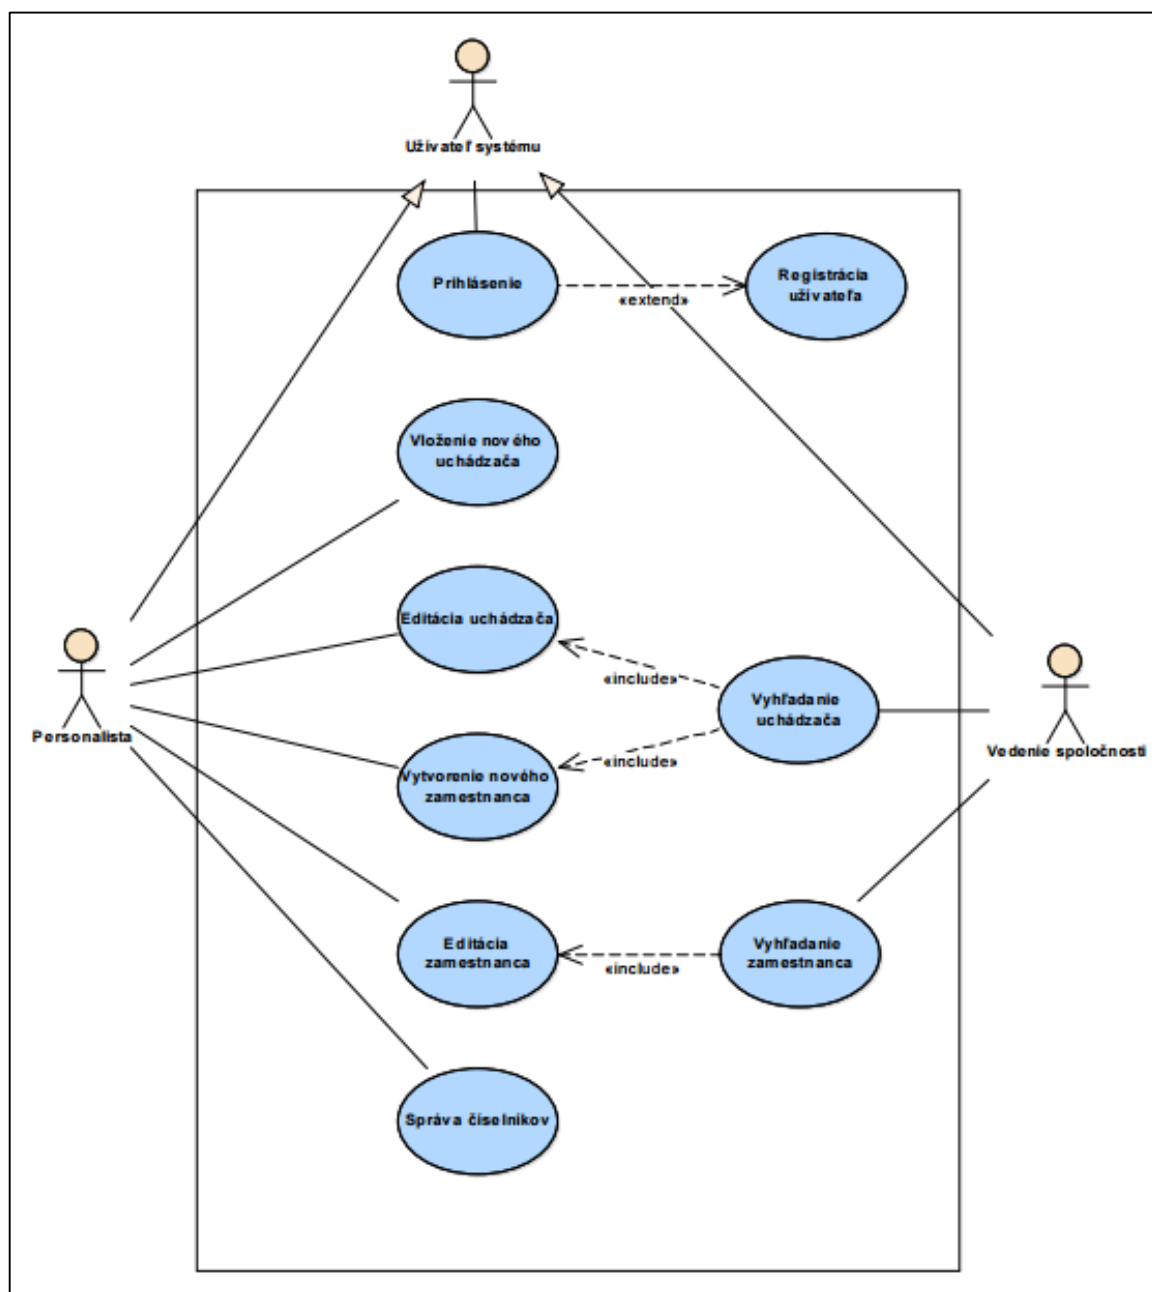 Užívateľ systému
Prihlásenie
«extend»
Registrácia
užívateľa
Vloženie nového
uchádzača
Editácia uchádzača
«include»
Vyhľadanie
uchádzača
Personalista
Vedenie spoločnosti
«include»
Vytvorenie nového
zamestnanca
Editácia
zamestnanca
«include»
Vyhľadanie
zamestnanca
Správa číselníkov